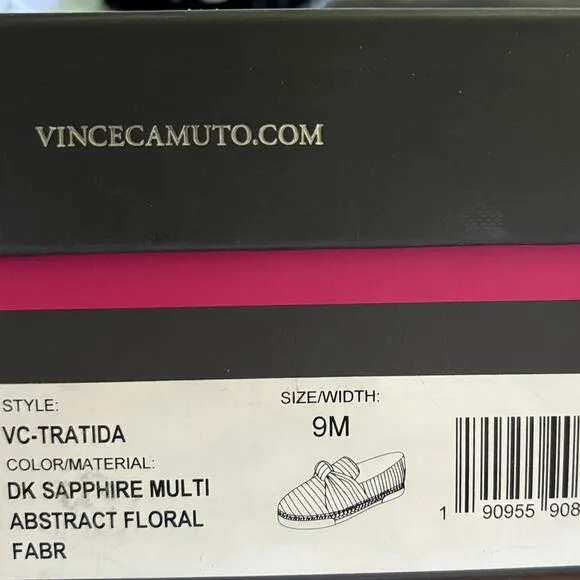 VINCECAMUTO.COM
STYLE:
VC-TRATIDA
COLOR/MATERIAL:
DK SAPPHIRE MULTI
ABSTRACT FLORAL
FABR
SIZE/WIDTH:
9M
1 90955 908